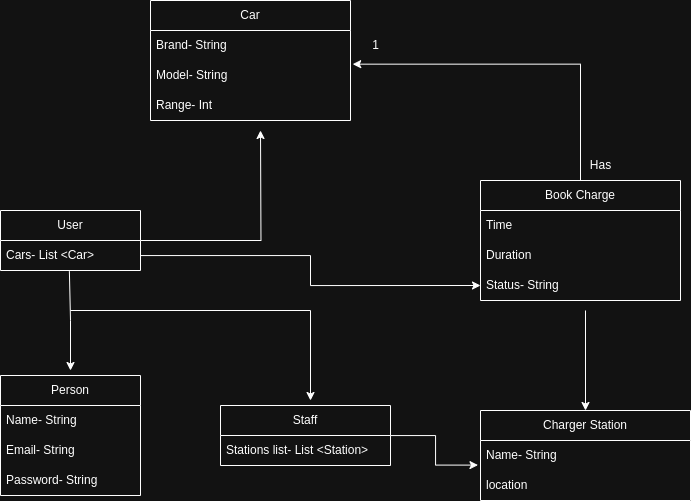 Car
Brand- String
Model- String
Range- Int
1
Has
Book Charge
Time
Duration
Status- String
User
Cars- List <Car>
Person
Name- String
Email- String
Password- String
Staff
Stations list- List <Station>
Charger Station
Name- String
location